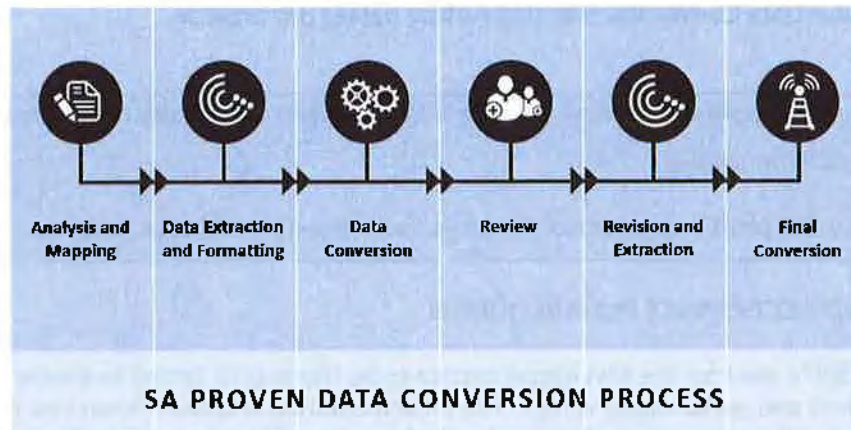 Analysis and
Mapping
Data Extraction
and Formatting
Data
Conversion
Review
Revision and
Extraction
Final
Conversion
SA PROVEN DATA CONVERSION PROCESS